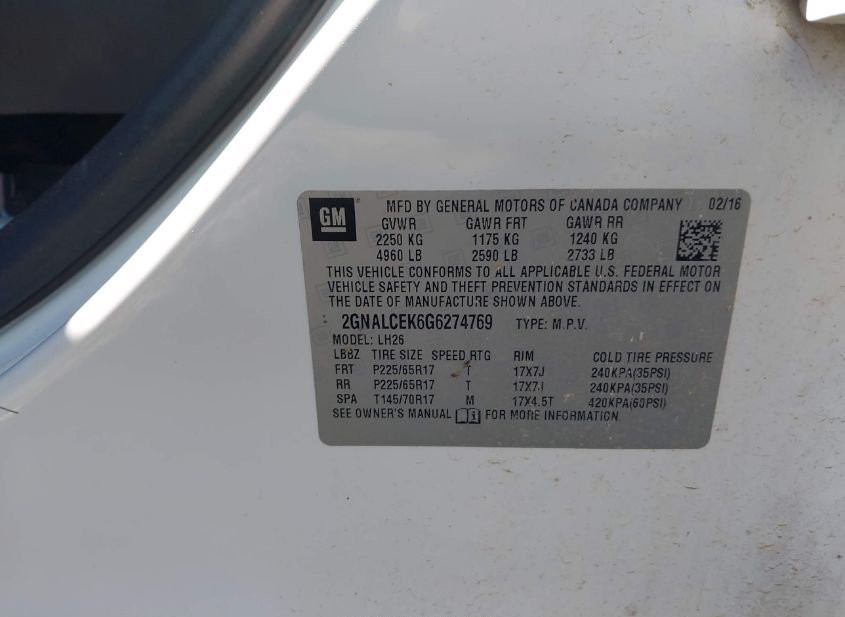 GM MFD BY GENERAL MOTORS OF CANADA COMPANY 02/16
GVWR GAWR FRT GAWR RR
2250 KG 1175 KG 1240 KG
4960 LB 2590 LB 2733 LB
THIS VEHICLE CONFORMS TO ALL APPLICABLE U.S. FEDERAL MOTOR
VEHICLE SAFETY AND THEFT PREVENTION STANDARDS IN EFFECT ON
THE DATE OF MANUFACTURE SHOWN ABOVE.
2GNALCEK6G6274769 TYPE: M.P.V.
MODEL: LH26
LBBZ TIRE SIZE SPEED RTG RIM COLD TIRE PRESSURE
FRT P225/65R17 T 17X7J 240KPA(35PSI)
RR P225/65R17 T 17X7J 240KPA(35PSI)
SPA T145/70R17 M 17X4.5T 420KPA(60PSI)
SEE OWNER'S MANUAL FOR MORE INFORMATION.